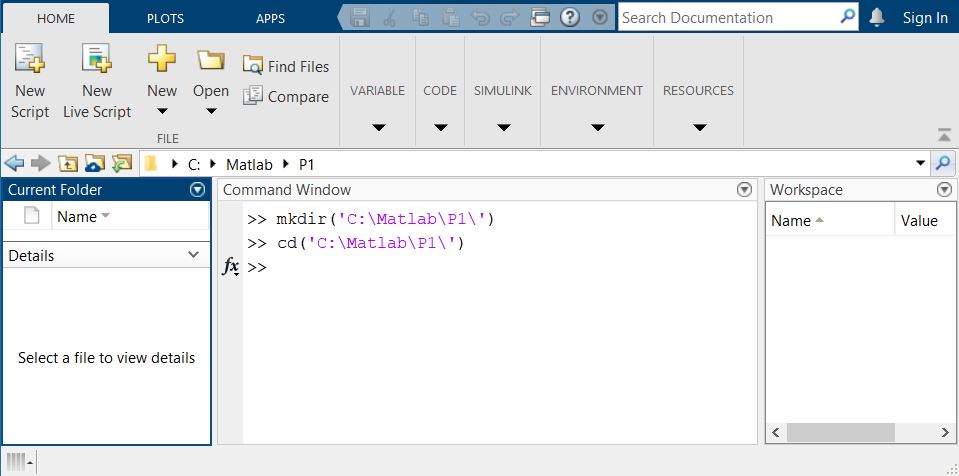 HOME PLOTS APPS Search Documentation Sign In
New Script
New Live Script
New
Open
Find Files
Compare
FILE
VARIABLE
CODE
SIMULINK
ENVIRONMENT
RESOURCES
C: Matlab P1
Current Folder
Name
Details
Select a file to view details
Command Window
>> mkdir('C:\Matlab\P1\')
>> cd('C:\Matlab\P1\')
fx >>
Workspace
Name Value